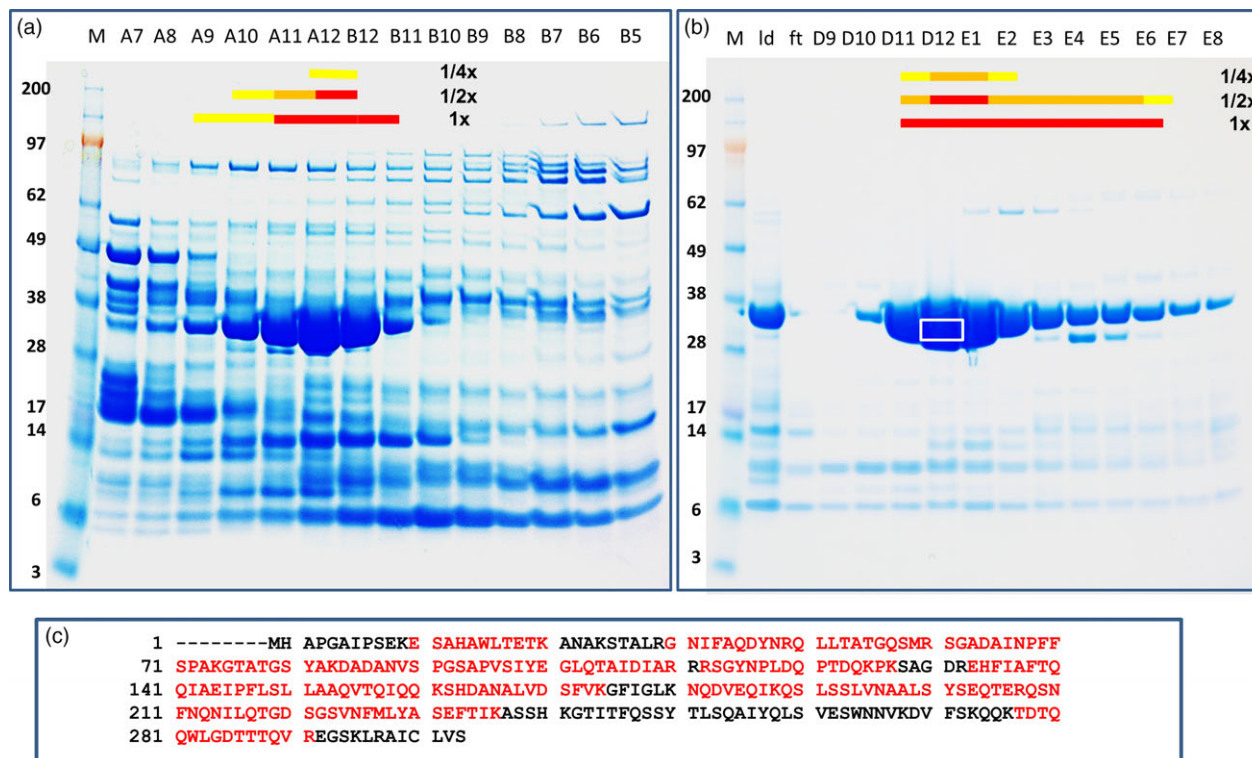 (a)
M A7 A8 A9 A10 A11 A12 B12 B11 B10 B9 B8 B7 B6 B5
1/4x
1/2x
1x
200
97
62
49
38
28
17
14
6
3
(b)
M ld ft D9 D10 D11 D12 E1 E2 E3 E4 E5 E6 E7 E8
1/4x
1/2x
1x
200
97
62
49
38
28
17
14
6
3
(c)
1 --------MH APGAIPSEKE SAHAWLTETK ANAKSTALRG NIFAQDYNRQ LLTATGQSMR SGADAINPFF
71 SPAKGTATGS YAKDADANVS PGSAPVSIYE GLQTAIDIAR RRSGYNPLDQ PTDQKPKSAG DREHFIAFTQ
141 QIAEIPFLSL LAAQVTQIQQ KSHDANALVD SFVKGFIGLK NQDVEQIKQS LSSLVNAALS YSEQTERQSN
211 FNQNILQTGD SGSVNFMLYA SEFTIKASSH KGTITFQSSY TLSQAIYQLS VESWNNVKDV FSKQQKTDTQ
281 QWLGDTTTQV REGSKLRAIC LVS